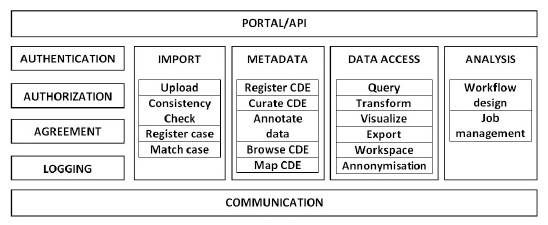 PORTAL/API
AUTHENTICATION
AUTHORIZATION
AGREEMENT
LOGGING
IMPORT
Upload
Consistency
Check
Register case
Match case
METADATA
Register CDE
Curate CDE
Annotate
data
Browse CDE
Map CDE
DATA ACCESS
Query
Transform
Visualize
Export
Workspace
Annonymisation
ANALYSIS
Workflow
design
Job
management
COMMUNICATION